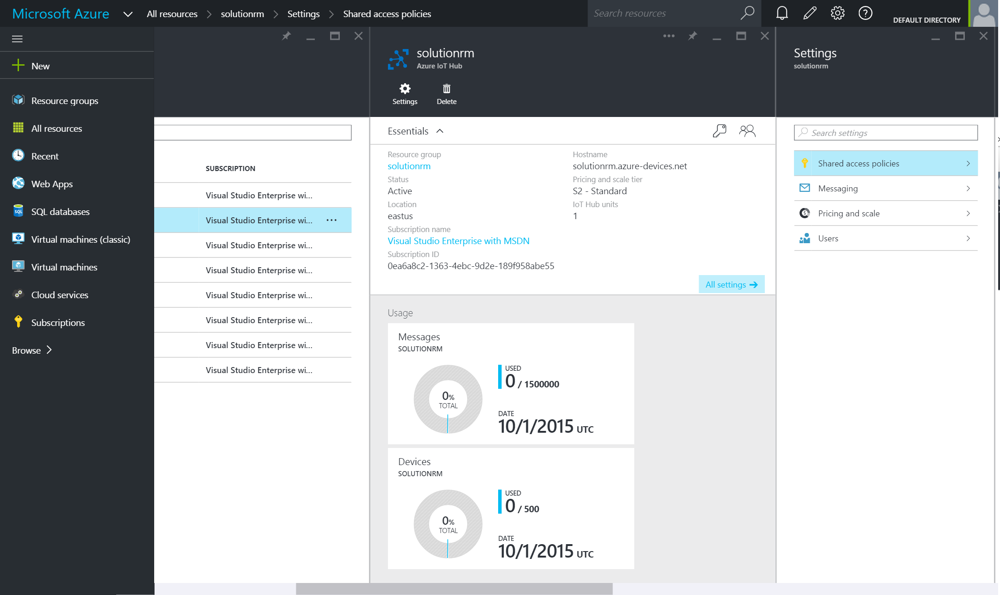 Microsoft Azure
All resources
solutionrm
Settings
Shared access policies
Search resources
DEFAULT DIRECTORY
New
Resource groups
All resources
Recent
Web Apps
SQL databases
Virtual machines (classic)
Virtual machines
Cloud services
Subscriptions
Browse
SUBSCRIPTION
Visual Studio Enterprise wi...
Visual Studio Enterprise wi...
Visual Studio Enterprise wi...
Visual Studio Enterprise wi...
Visual Studio Enterprise wi...
Visual Studio Enterprise wi...
Visual Studio Enterprise wi...
Visual Studio Enterprise wi...
solutionrm
Azure IoT Hub
Settings
Delete
Essentials
Resource group
solutionrm
Status
Active
Location
eastus
Subscription name
Visual Studio Enterprise with MSDN
Subscription ID
0ea6a8c2-1363-4ebc-9d2e-189f958abe55
Hostname
solutionrm.azure-devices.net
Pricing and scale tier
S2 - Standard
IoT Hub units
1
All settings
Usage
Messages
SOLUTIONRM
0%
TOTAL
USED
0 / 1500000
DATE
10/1/2015 UTC
Devices
SOLUTIONRM
0%
TOTAL
USED
0 / 500
DATE
10/1/2015 UTC
Settings
solutionrm
Search settings
Shared access policies
Messaging
Pricing and scale
Users